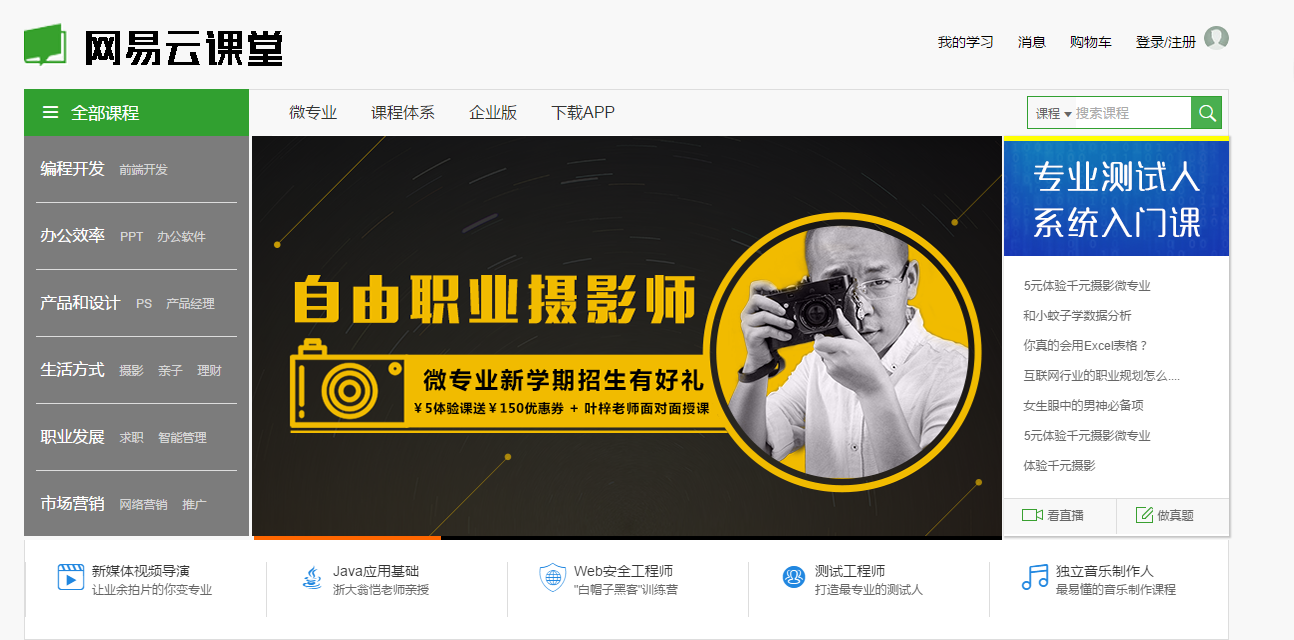 网易云课堂
我的学习 消息 购物车 登录/注册
全部课程 微专业 课程体系 企业版 下载APP 课程 搜索课程
编程开发 前端开发
办公效率 PPT 办公软件
产品和设计 PS 产品经理
生活方式 摄影 亲子 理财
职业发展 求职 智能管理
市场营销 网络营销 推广
自由职业摄影师
微专业新学期招生有好礼
¥5体验课送¥150优惠券 + 叶梓老师面对面授课
专业测试人
系统入门课
5元体验千元摄影微专业
和小蚊子学数据分析
你真的会用Excel表格？
互联网行业的职业规划怎么....
女生眼中的男神必备项
5元体验千元摄影微专业
体验千元摄影
看直播 做真题
新媒体视频导演
让业余拍片的你变专业
Java应用基础
浙大翁恺老师亲授
Web安全工程师
"白帽子黑客"训练营
测试工程师
打造最专业的测试人
独立音乐制作人
最易懂的音乐制作课程